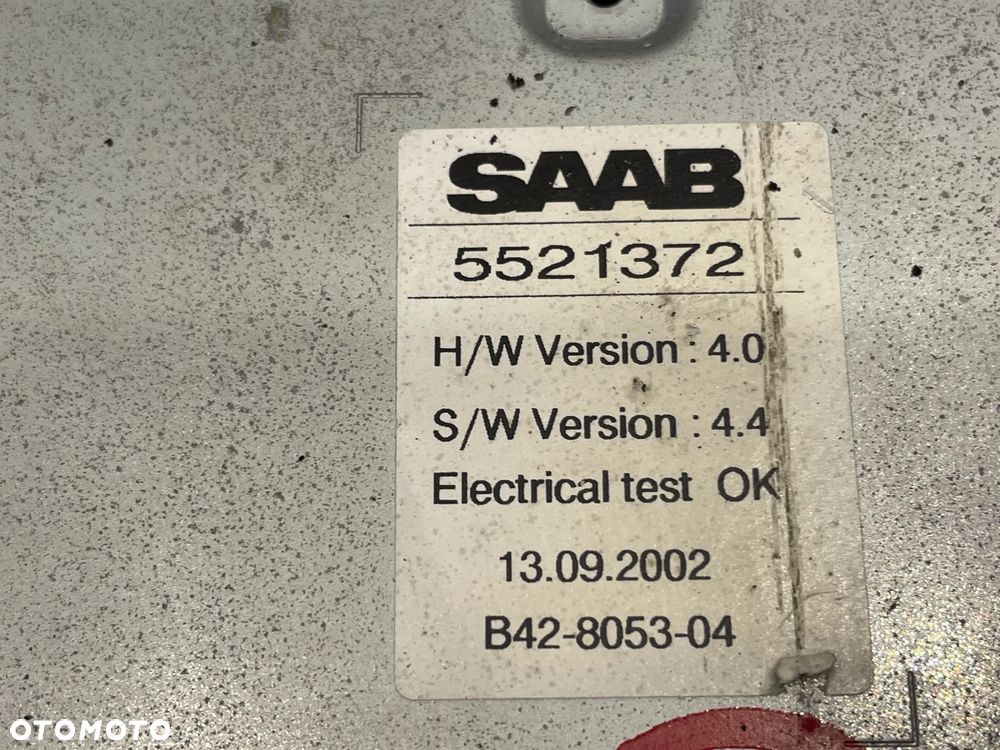 SAAB
5521372
H/W Version : 4.0
S/W Version : 4.4
Electrical test OK
13.09.2002
B42-8053-04
OTOMOTO